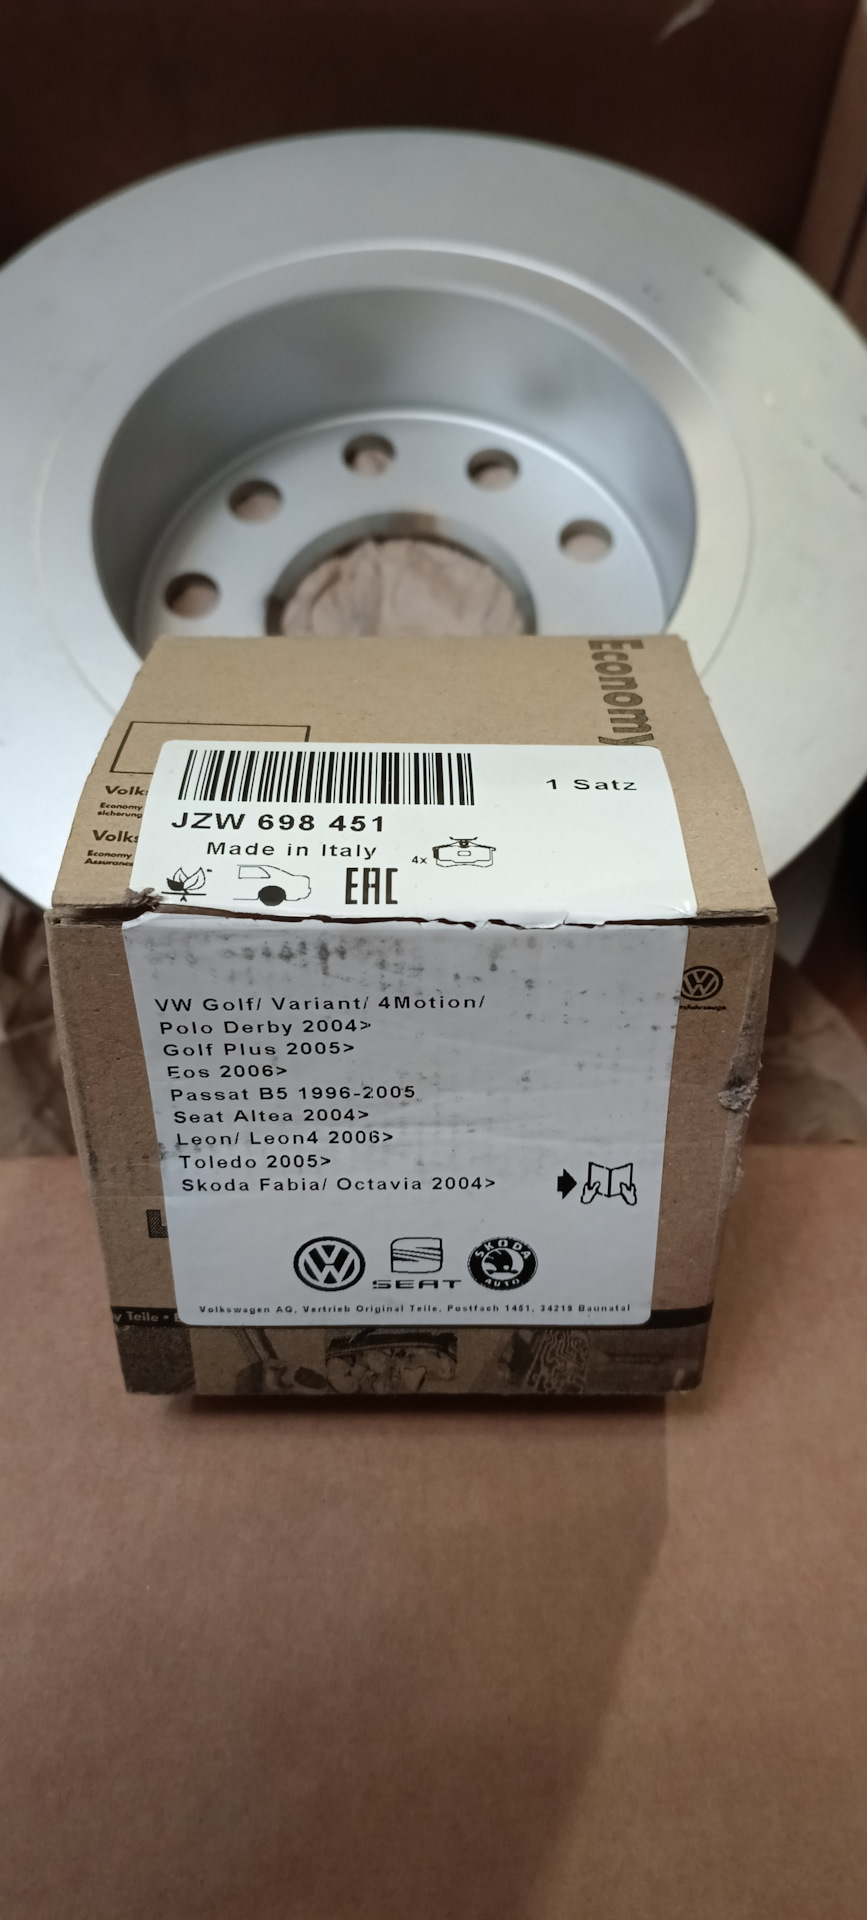 Economy
1 Satz
JZW 698 451
Made in Italy
4x
EAC
Economy
Economy
Assurance
VW Golf/ Variant/ 4Motion/
Polo Derby 2004>
Golf Plus 2005>
Eos 2006>
Passat B5 1996-2005
Seat Altea 2004>
Leon/ Leon4 2006>
Toledo 2005>
Skoda Fabia/ Octavia 2004>
SEAT
SKODA
AUTO
Volkswagen AG, Vertrieb Original Teile, Postfach 1451, 34219 Baunatal
Teile •